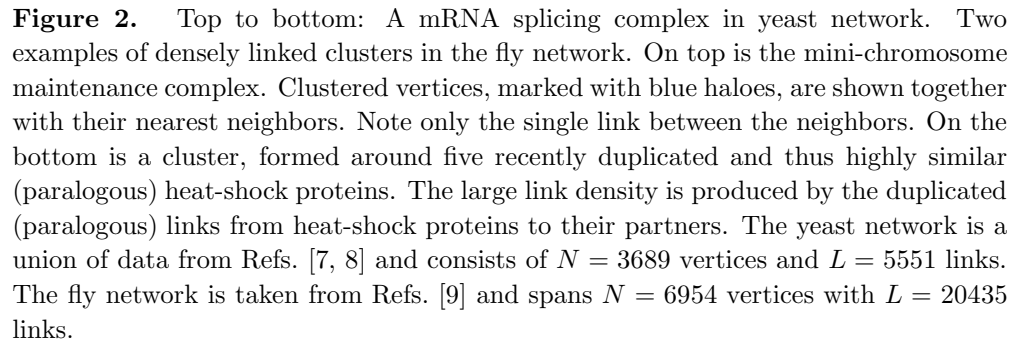 Figure 2. Top to bottom: A mRNA splicing complex in yeast network. Two
examples of densely linked clusters in the fly network. On top is the mini-chromosome
maintenance complex. Clustered vertices, marked with blue haloes, are shown together
with their nearest neighbors. Note only the single link between the neighbors. On the
bottom is a cluster, formed around five recently duplicated and thus highly similar
(paralogous) heat-shock proteins. The large link density is produced by the duplicated
(paralogous) links from heat-shock proteins to their partners. The yeast network is a
union of data from Refs. [7, 8] and consists of N = 3689 vertices and L = 5551 links.
The fly network is taken from Refs. [9] and spans N = 6954 vertices with L = 20435
links.